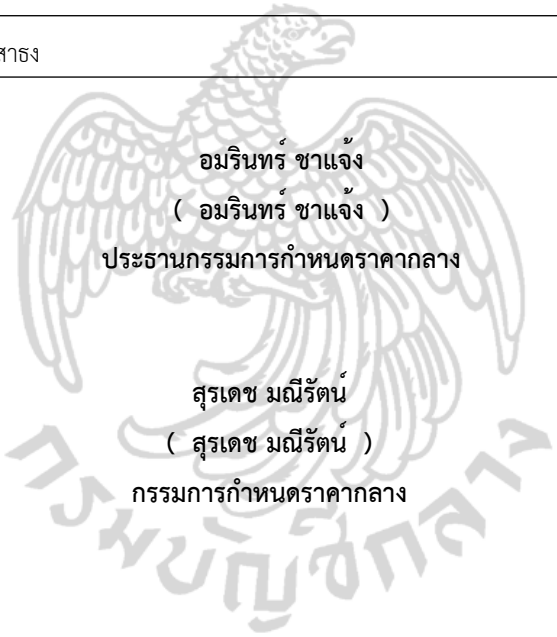 สาธง
อมรินทร์ ชาแจ้ง
( อมรินทร์ ชาแจ้ง )
ประธานกรรมการกำหนดราคากลาง
สุรเดช มณีรัตน์
( สุรเดช มณีรัตน์ )
กรรมการกำหนดราคากลาง
กรมบัญชีกลาง